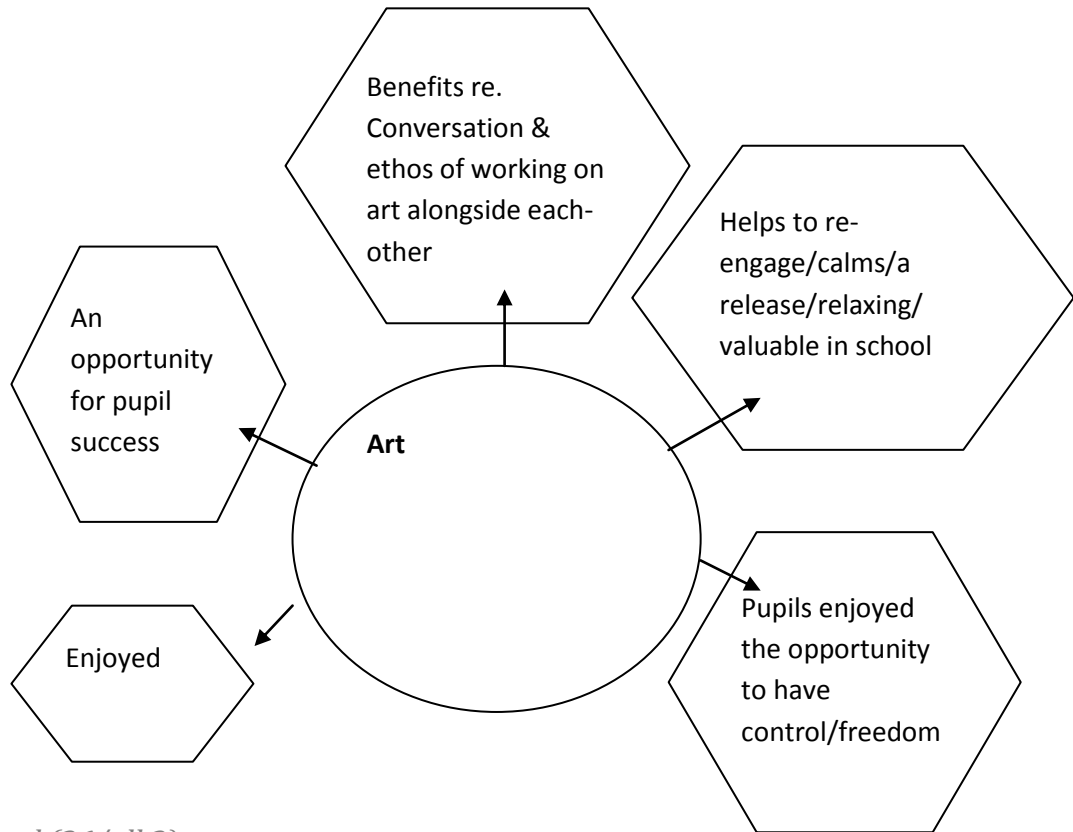 Benefits re.
Conversation &
ethos of working on
art alongside each-
other
Helps to re-
engage/calms/a
release/relaxing/
valuable in school
An
opportunity
for pupil
success
Art
Enjoyed
Pupils enjoyed
the opportunity
to have
control/freedom